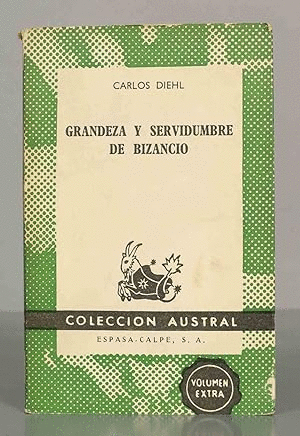 CARLOS DIEHL
GRANDEZA Y SERVIDUMBRE
DE BIZANCIO
COLECCION AUSTRAL
ESPASA-CALPE, S. A.
VOLUMEN
EXTRA